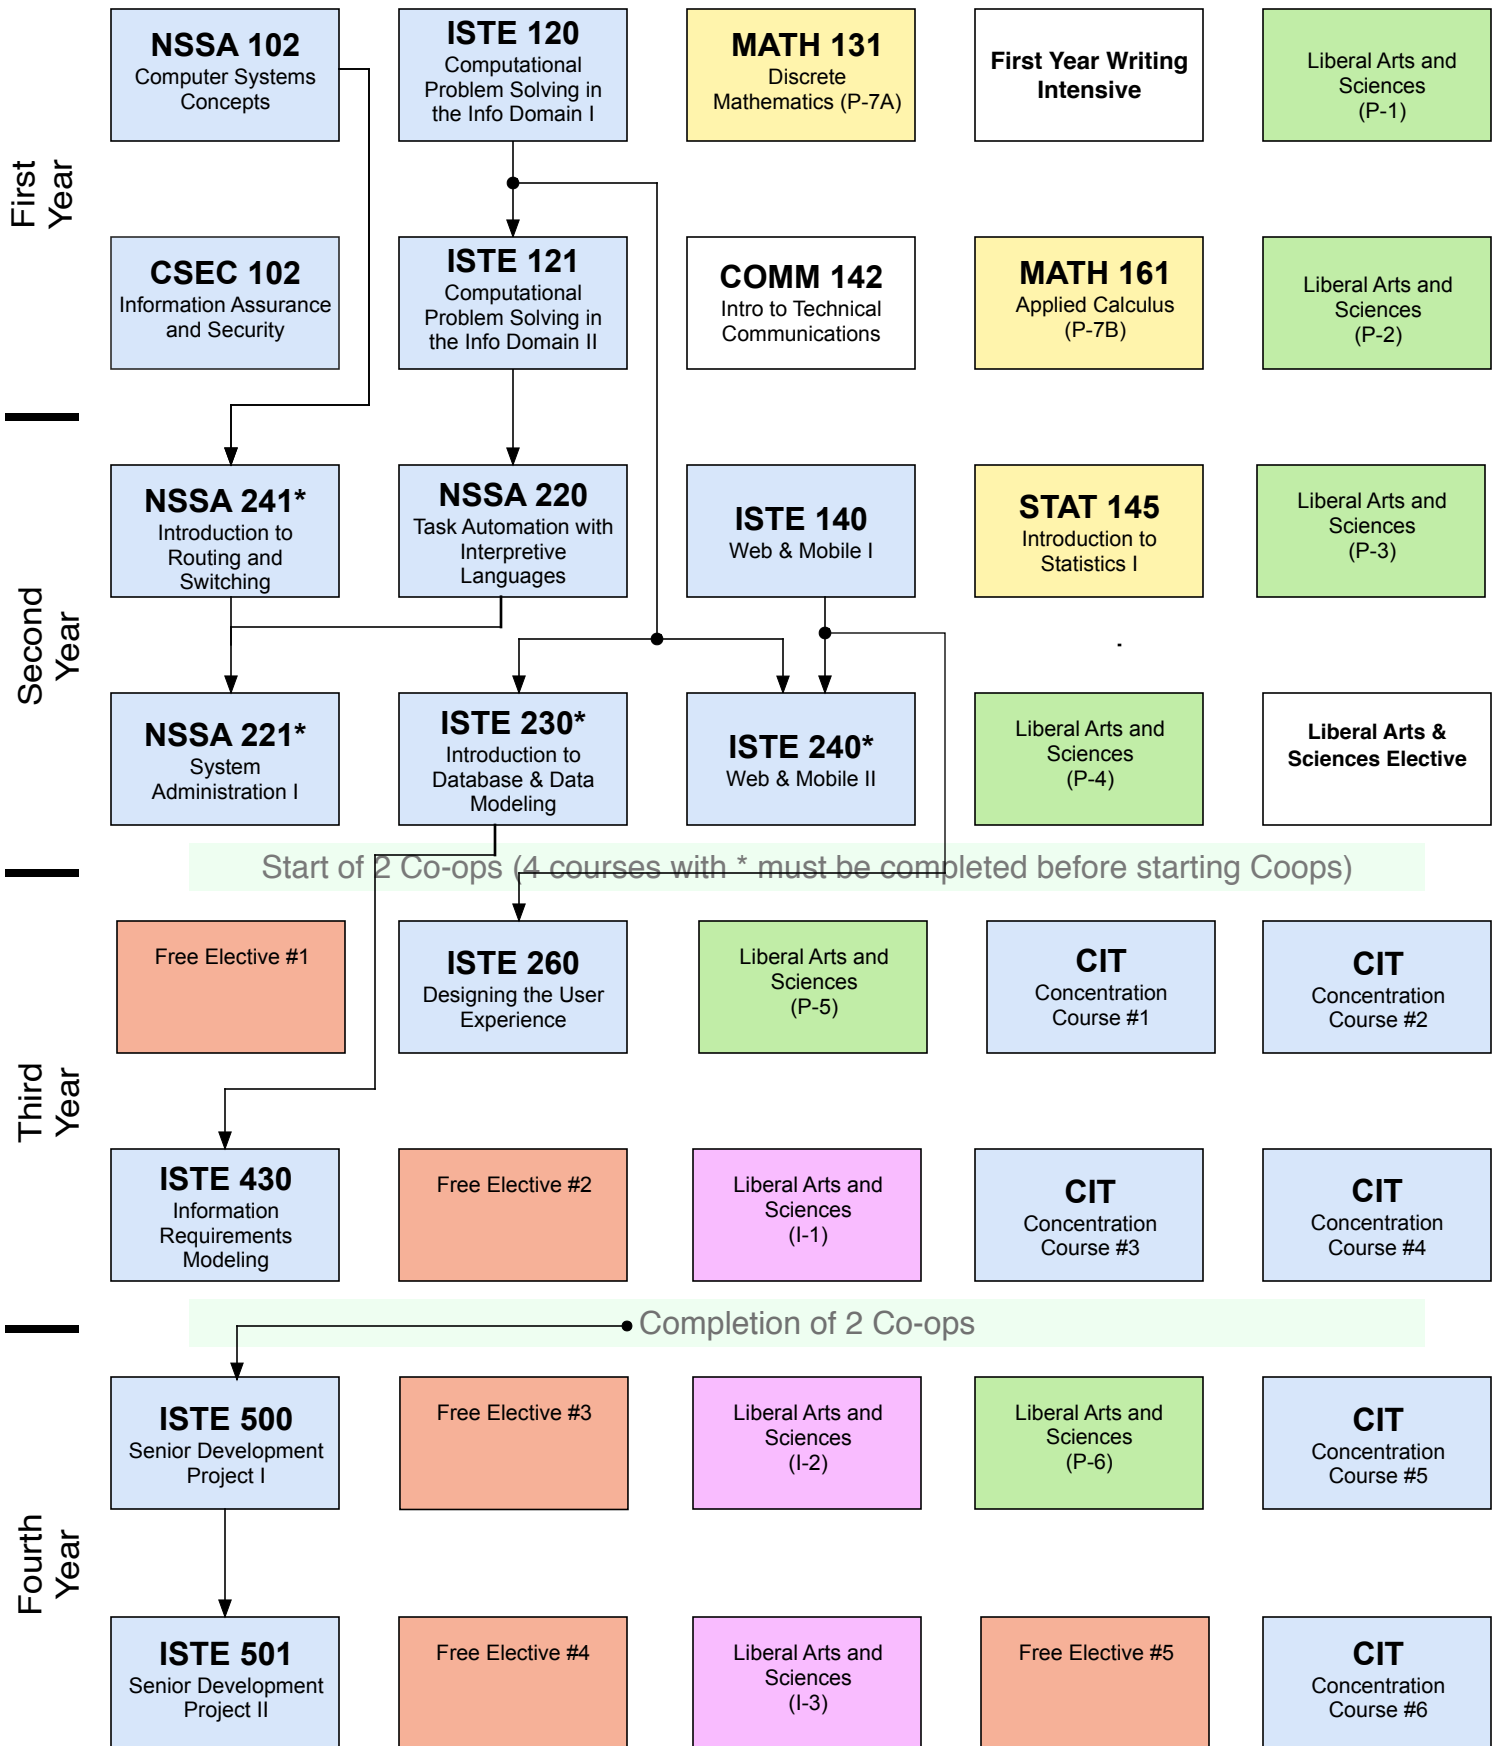 First
Year
NSSA 102
Computer Systems
Concepts
ISTE 120
Computational
Problem Solving in
the Info Domain I
MATH 131
Discrete
Mathematics (P-7A)
First Year Writing
Intensive
Liberal Arts and
Sciences
(P-1)
CSEC 102
Information Assurance
and Security
ISTE 121
Computational
Problem Solving in
the Info Domain II
COMM 142
Intro to Technical
Communications
MATH 161
Applied Calculus
(P-7B)
Liberal Arts and
Sciences
(P-2)
Second
Year
NSSA 241*
Introduction to
Routing and
Switching
NSSA 220
Task Automation with
Interpretive
Languages
ISTE 140
Web & Mobile I
STAT 145
Introduction to
Statistics I
Liberal Arts and
Sciences
(P-3)
NSSA 221*
System
Administration I
ISTE 230*
Introduction to
Database & Data
Modeling
ISTE 240*
Web & Mobile II
Liberal Arts and
Sciences
(P-4)
Liberal Arts &
Sciences Elective
Start of 2 Co-ops (4 courses with * must be completed before starting Coops)
Third
Year
Free Elective #1
ISTE 260
Designing the User
Experience
Liberal Arts and
Sciences
(P-5)
CIT
Concentration
Course #1
CIT
Concentration
Course #2
ISTE 430
Information
Requirements
Modeling
Free Elective #2
Liberal Arts and
Sciences
(I-1)
CIT
Concentration
Course #3
CIT
Concentration
Course #4
Completion of 2 Co-ops
Fourth
Year
ISTE 500
Senior Development
Project I
Free Elective #3
Liberal Arts and
Sciences
(I-2)
Liberal Arts and
Sciences
(P-6)
CIT
Concentration
Course #5
ISTE 501
Senior Development
Project II
Free Elective #4
Liberal Arts and
Sciences
(I-3)
Free Elective #5
CIT
Concentration
Course #6